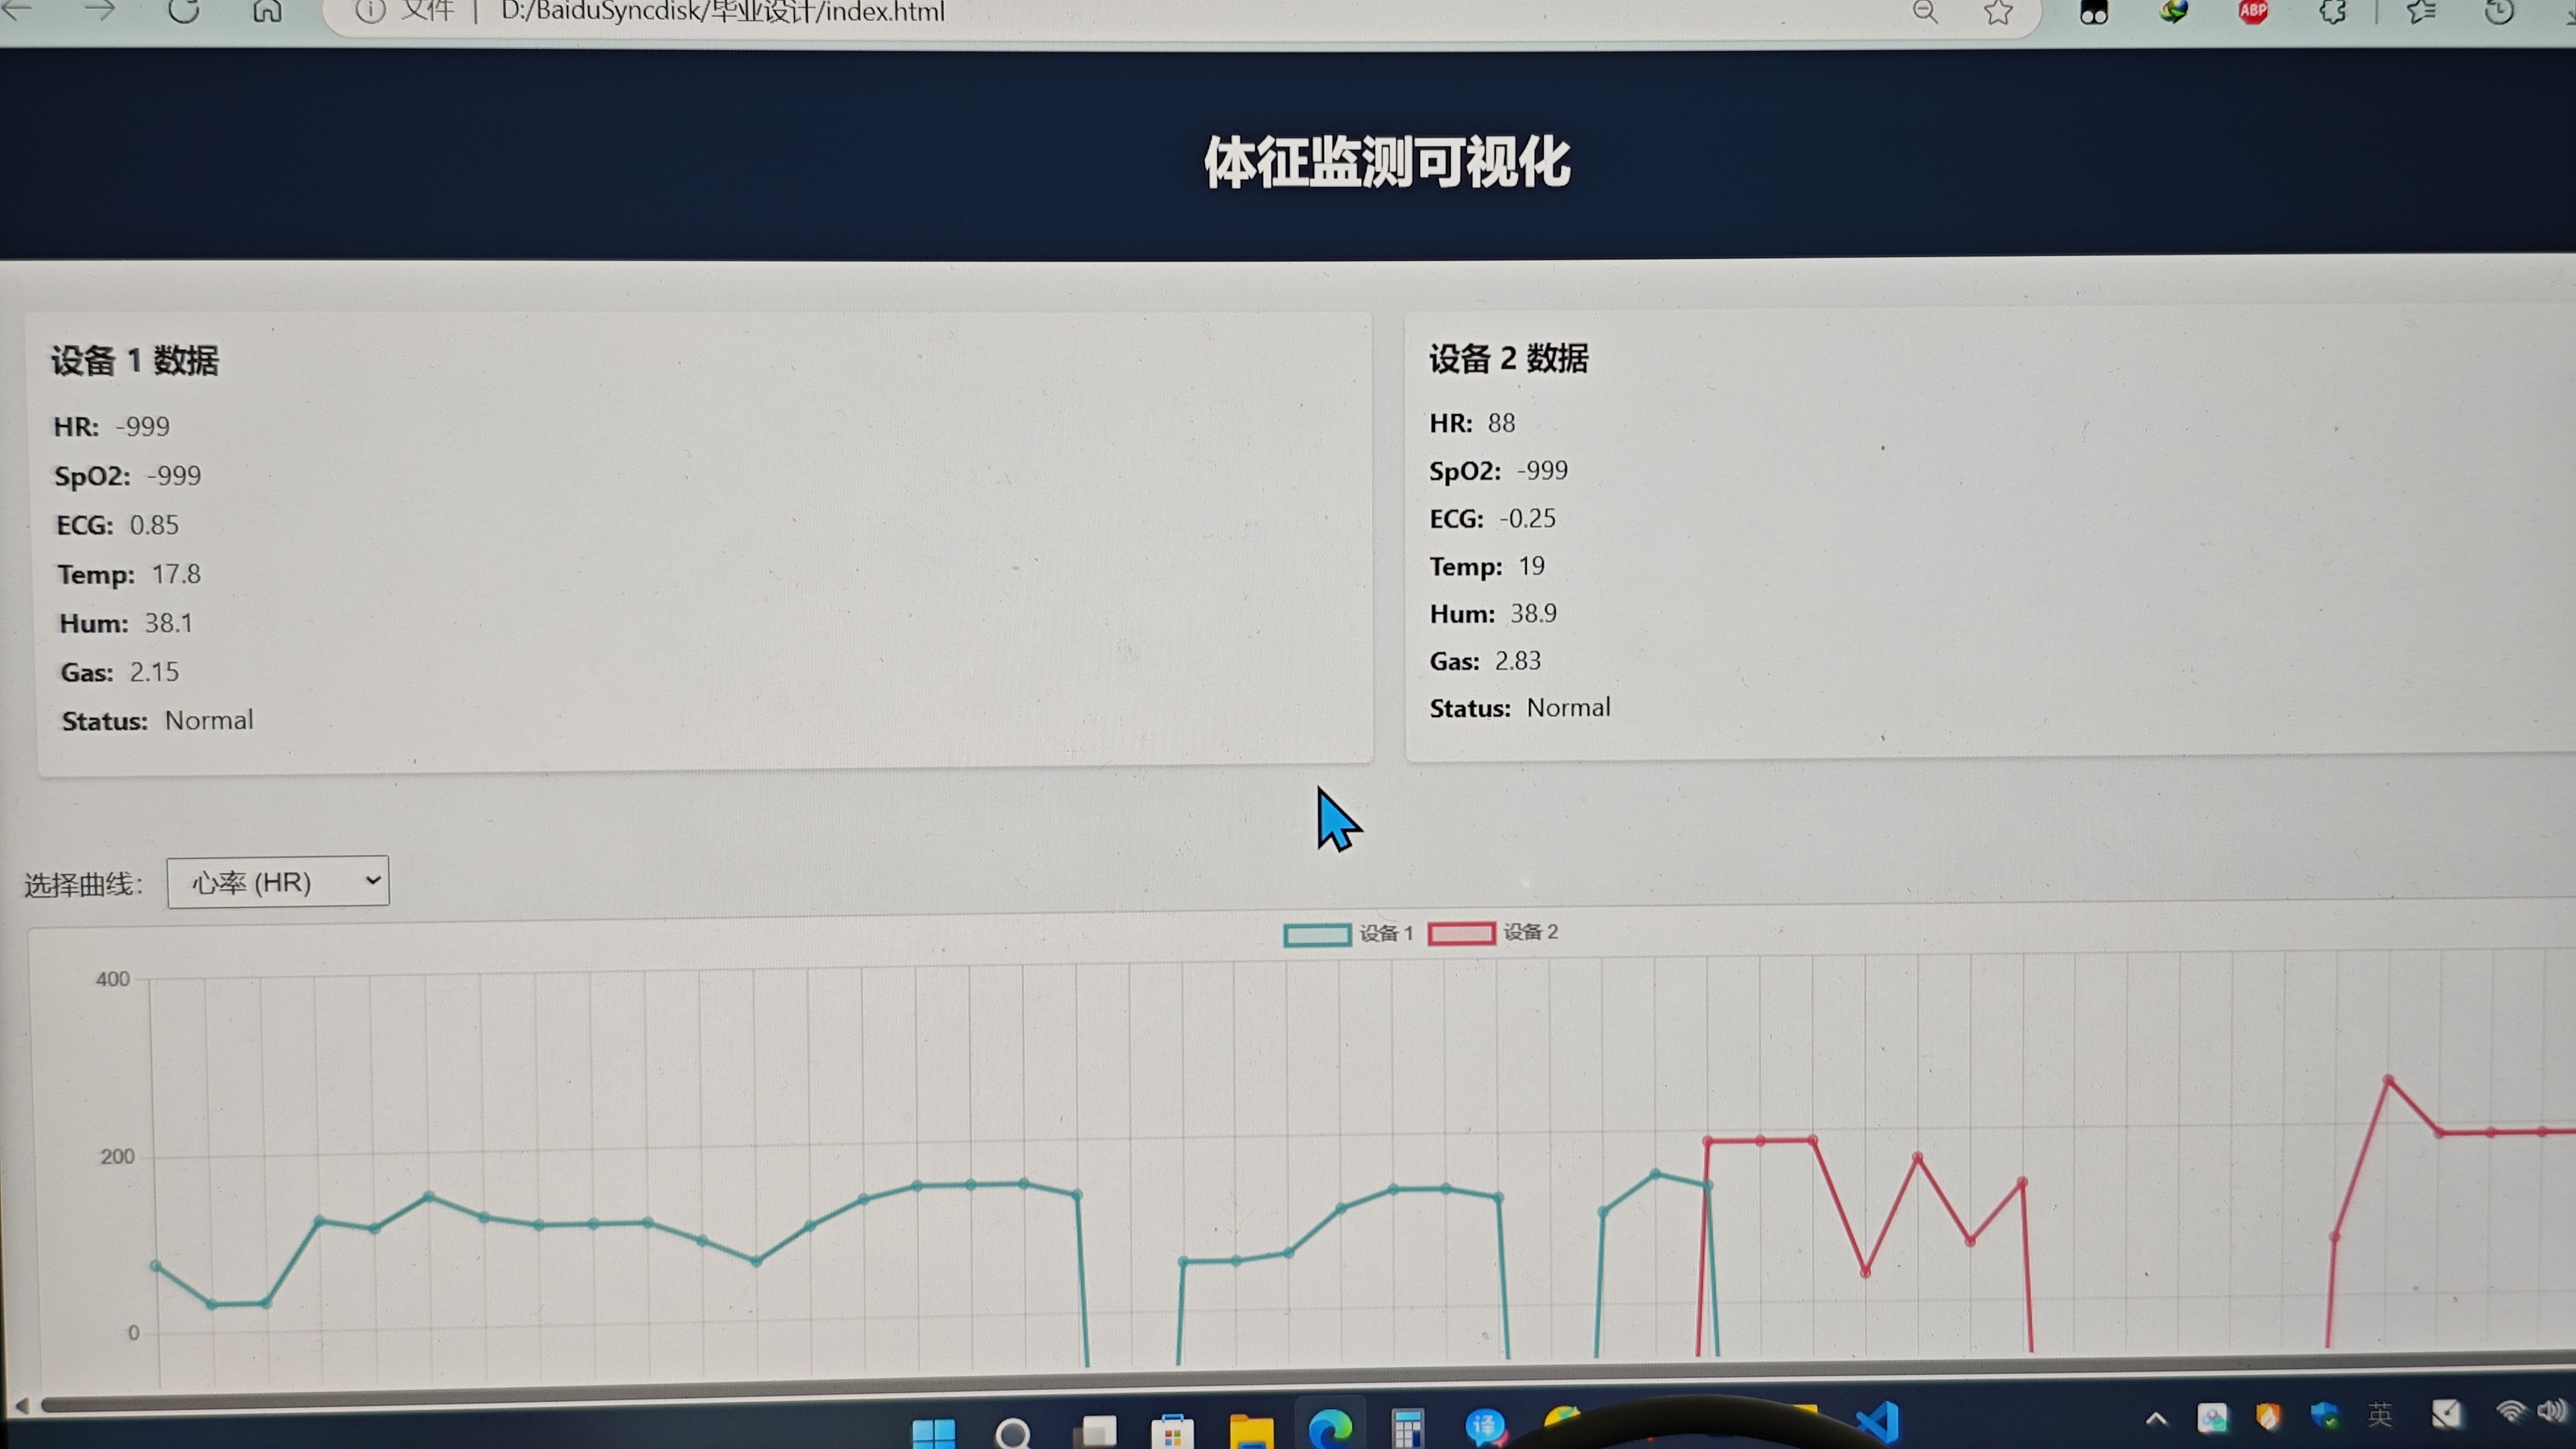 文件 | D:/BaiduSyncdisk/毕业设计/index.html
ABP
体征监测可视化
设备 1 数据
HR: -999
SpO2: -999
ECG: 0.85
Temp: 17.8
Hum: 38.1
Gas: 2.15
Status: Normal
设备 2 数据
HR: 88
SpO2: -999
ECG: -0.25
Temp: 19
Hum: 38.9
Gas: 2.83
Status: Normal
选择曲线: 心率 (HR)
设备 1 设备 2
400
200
0
译
英